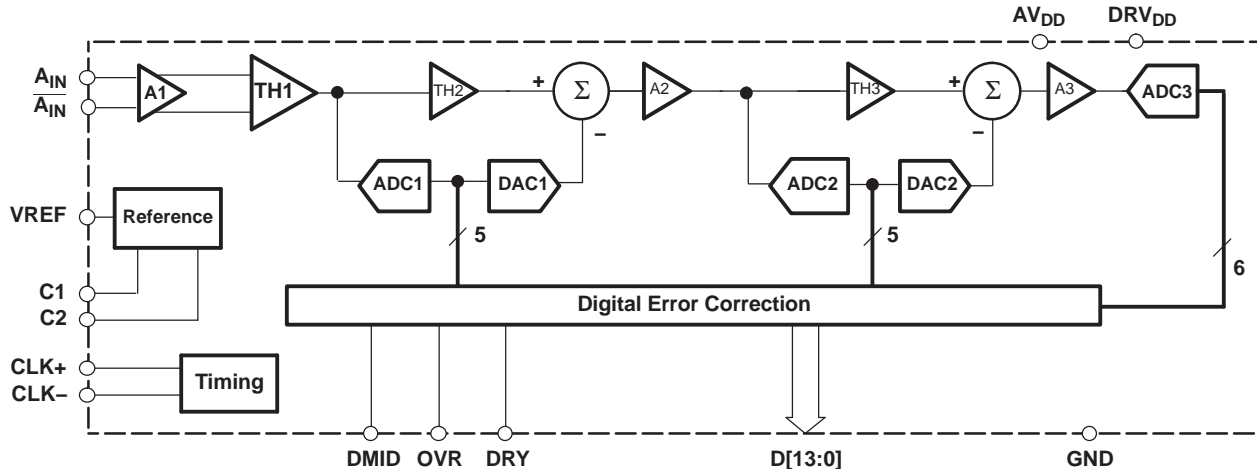 AVDD DRVDD
AIN
AIN
A1
TH1
TH2
+
Σ
−
A2
TH3
+
Σ
−
A3
ADC3
ADC1
DAC1
ADC2
DAC2
VREF
Reference
5
5
6
C1
C2
Digital Error Correction
CLK+
CLK−
Timing
DMID OVR DRY D[13:0] GND